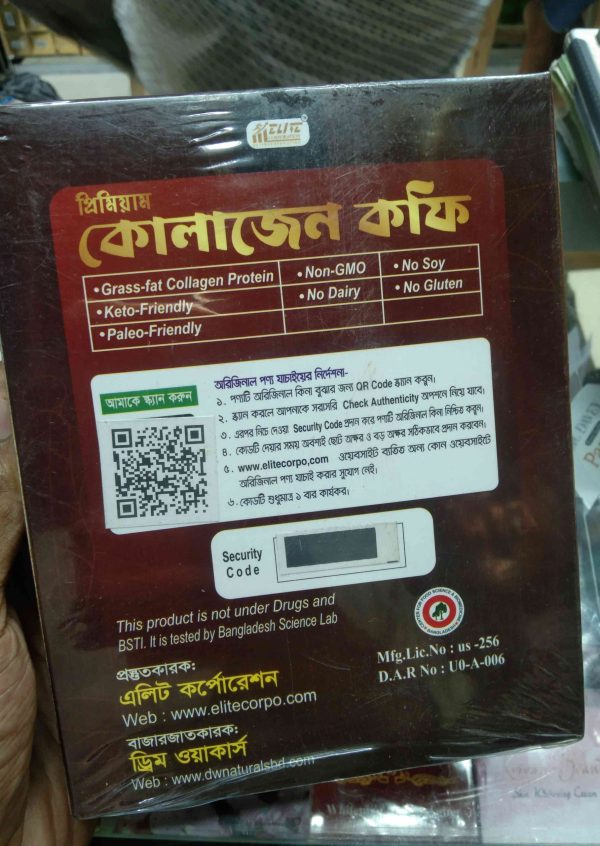 ELITE
CORPORATION
প্রিমিয়াম
কোলাজেন কফি
• Grass-fat Collagen Protein
• Non-GMO
• No Soy
• Keto-Friendly
• No Dairy
• No Gluten
• Paleo-Friendly
আমাকে স্ক্যান করুন
অরিজিনাল পণ্য যাচাইয়ের নির্দেশনা-
১. পণ্যটি অরিজিনাল কিনা বুঝার জন্য QR Code স্ক্যান করুন।
২. স্ক্যান করলে আপনাকে সরাসরি Check Authenticity অপশনে নিয়ে যাবে।
৩. এরপর নিচে দেওয়া Security Code প্রদান করে পণ্যটি অরিজিনাল কিনা নিশ্চিত করুন।
৪. কোডটি দেয়ার সময় অবশ্যই ছোট অক্ষর ও বড় অক্ষর সঠিকভাবে প্রদান করবেন।
৫. www.elitecorpo.com ওয়েবসাইট ব্যতিত অন্য কোন ওয়েবসাইটে
অরিজিনাল পণ্য যাচাই করার সুযোগ নেই।
৬. কোডটি শুধুমাত্র ১ বার কার্যকর।
Security
Code
This product is not under Drugs and
BSTI. It is tested by Bangladesh Science Lab
Mfg.Lic.No : us -256
D.A.R No : U0-A-006
প্রস্তুতকারক:
এলিট কর্পোরেশন
Web : www.elitecorpo.com
বাজারজাতকারক:
ড্রিম ওয়াকার্স
Web : www.dwnaturalsbd.com